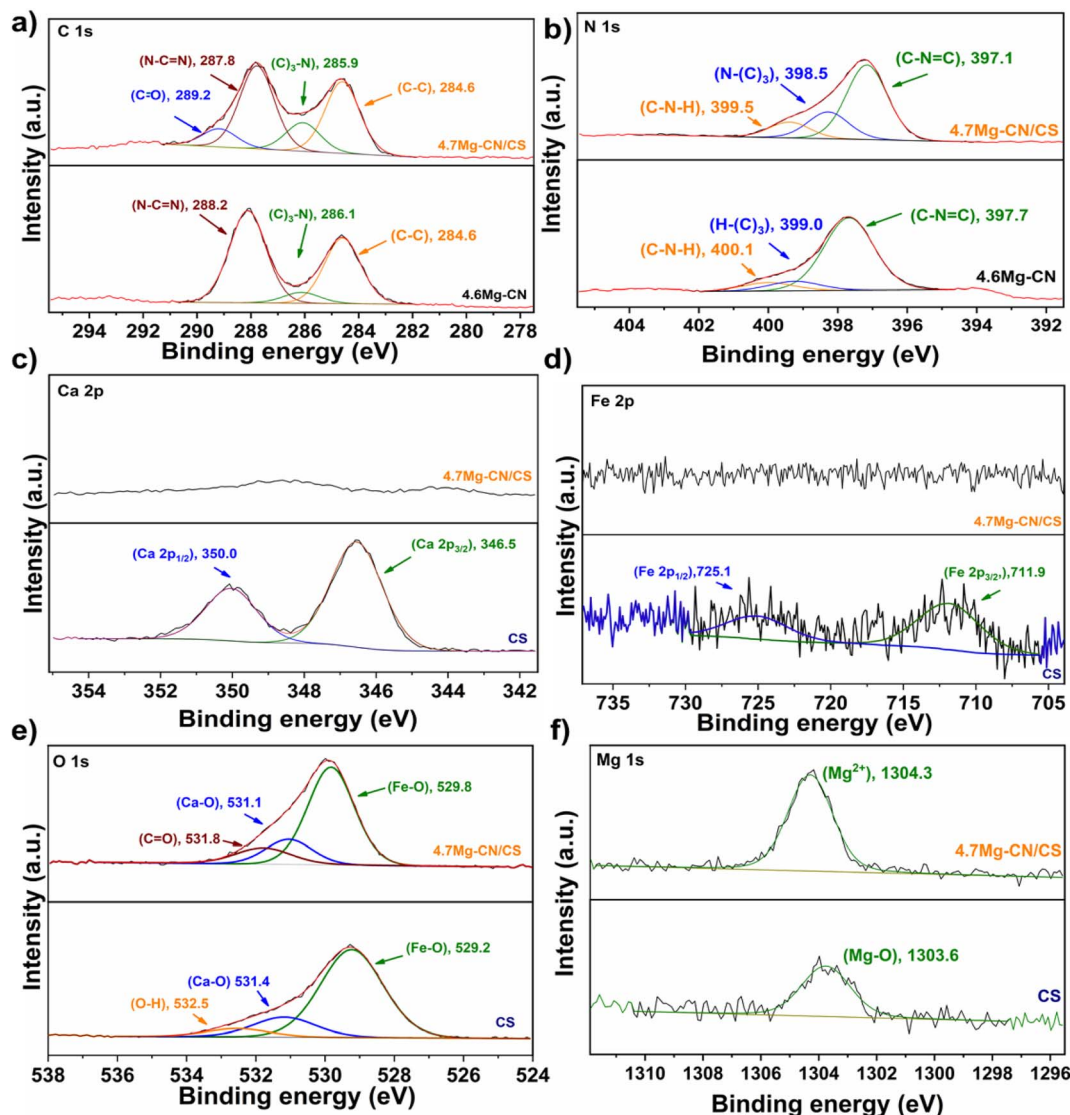 a)
C 1s
(N-C=N), 287.8
(C)₃-N), 285.9
(C=O), 289.2
(C-C), 284.6
4.7Mg-CN/CS
(N-C=N), 288.2
(C)₃-N), 286.1
(C-C), 284.6
4.6Mg-CN
Intensity (a.u.)
294 292 290 288 286 284 282 280 278
Binding energy (eV)
b)
N 1s
(C-N=C), 397.1
(N-(C)₃), 398.5
(C-N-H), 399.5
4.7Mg-CN/CS
(C-N=C), 397.7
(H-(C)₃), 399.0
(C-N-H), 400.1
4.6Mg-CN
Intensity (a.u.)
404 402 400 398 396 394 392
Binding energy (eV)
c)
Ca 2p
4.7Mg-CN/CS
(Ca 2p₁/₂), 350.0
(Ca 2p₃/₂), 346.5
CS
Intensity (a.u.)
354 352 350 348 346 344 342
Binding energy (eV)
d)
Fe 2p
4.7Mg-CN/CS
(Fe 2p₁/₂),725.1
(Fe 2p₃/₂,),711.9
CS
Intensity (a.u.)
735 730 725 720 715 710 705
Binding energy (eV)
e)
O 1s
(Fe-O), 529.8
(Ca-O), 531.1
(C=O), 531.8
4.7Mg-CN/CS
(Fe-O), 529.2
(Ca-O) 531.4
(O-H), 532.5
CS
Intensity (a.u.)
538 536 534 532 530 528 526 524
Binding energy (eV)
f)
Mg 1s
(Mg²⁺), 1304.3
4.7Mg-CN/CS
(Mg-O), 1303.6
CS
Intensity (a.u.)
1310 1308 1306 1304 1302 1300 1298 1296
Binding energy (eV)